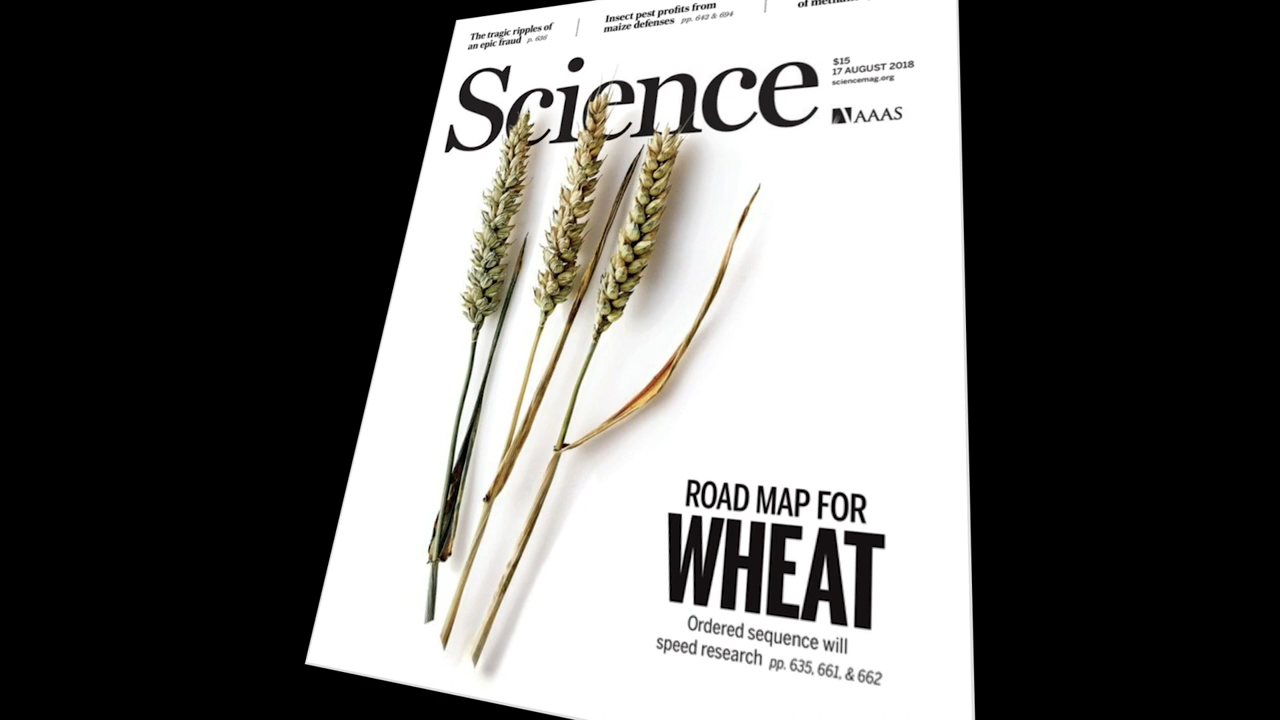 The tragic ripples of
an epic fraud p. 636
Insect pest profits from
maize defenses pp. 642 & 694
Science
$15
17 AUGUST 2018
sciencemag.org
AAAS
ROAD MAP FOR
WHEAT
Ordered sequence will
speed research pp. 635, 661, & 662